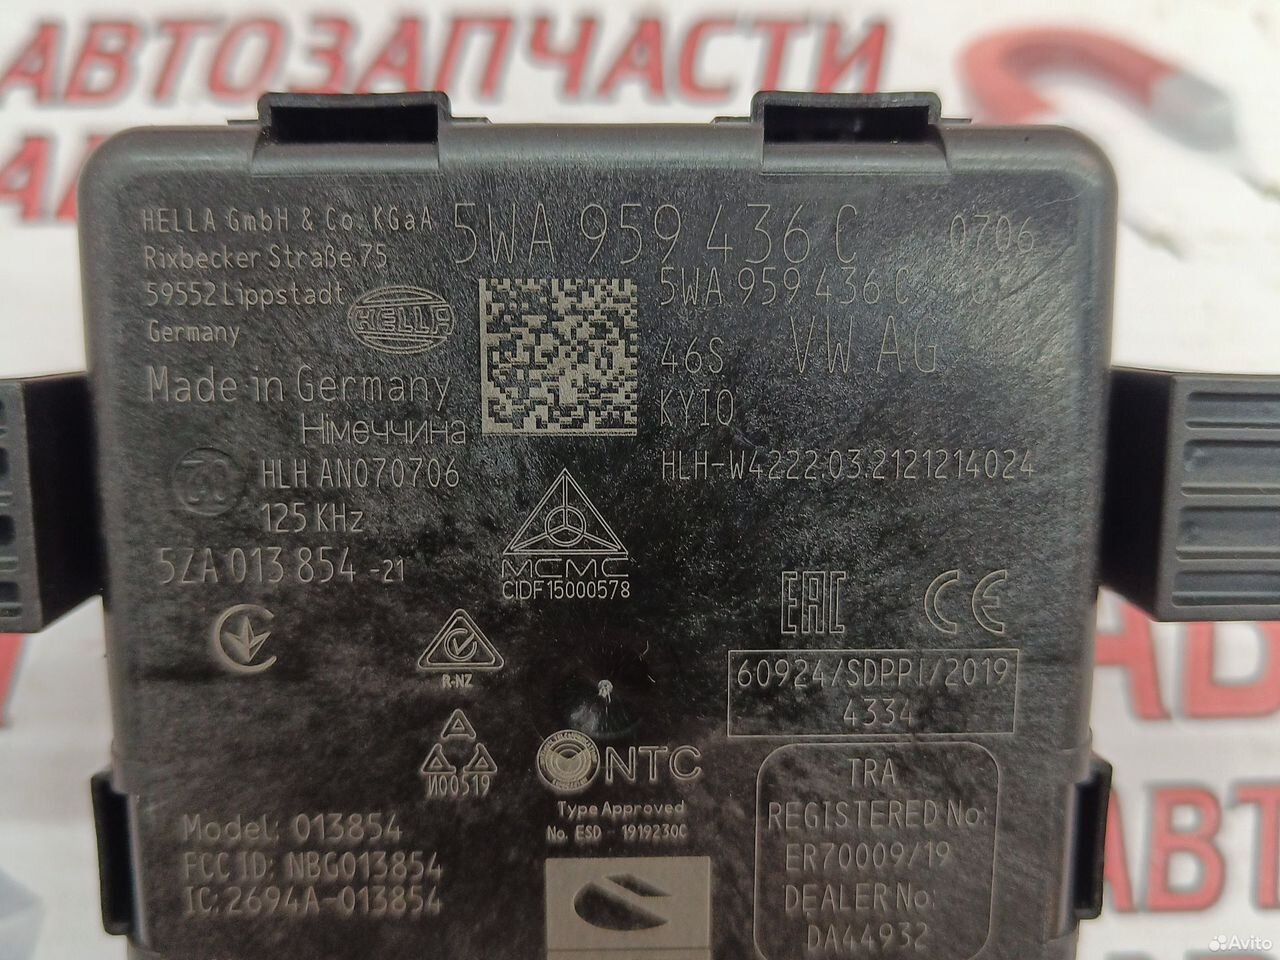 АВТОЗАПЧАСТИ
HELLA GmbH & Co. KGaA
Rixbecker Straße 75
59552 Lippstadt
Germany
HELLA
Made in Germany
Німеччина
5WA 959 436 C
0706
5WA 959 436 C
46S
VW AG
KYIO
HLH-W4222.03.2121214024
30
HLH AN070706
125 KHz
5ZA 013 854 -21
MCMC
CIDF15000578
EAC
CE
R-NZ
60924/SDPPI/2019
4334
И00519
NTC
Type Approved
No. ESD - 1919230C
Model: 013854
FCC ID: NBG013854
IC: 2694A-013854
TRA
REGISTERED No:
ER70009/19
DEALER No:
DA44932
Avito